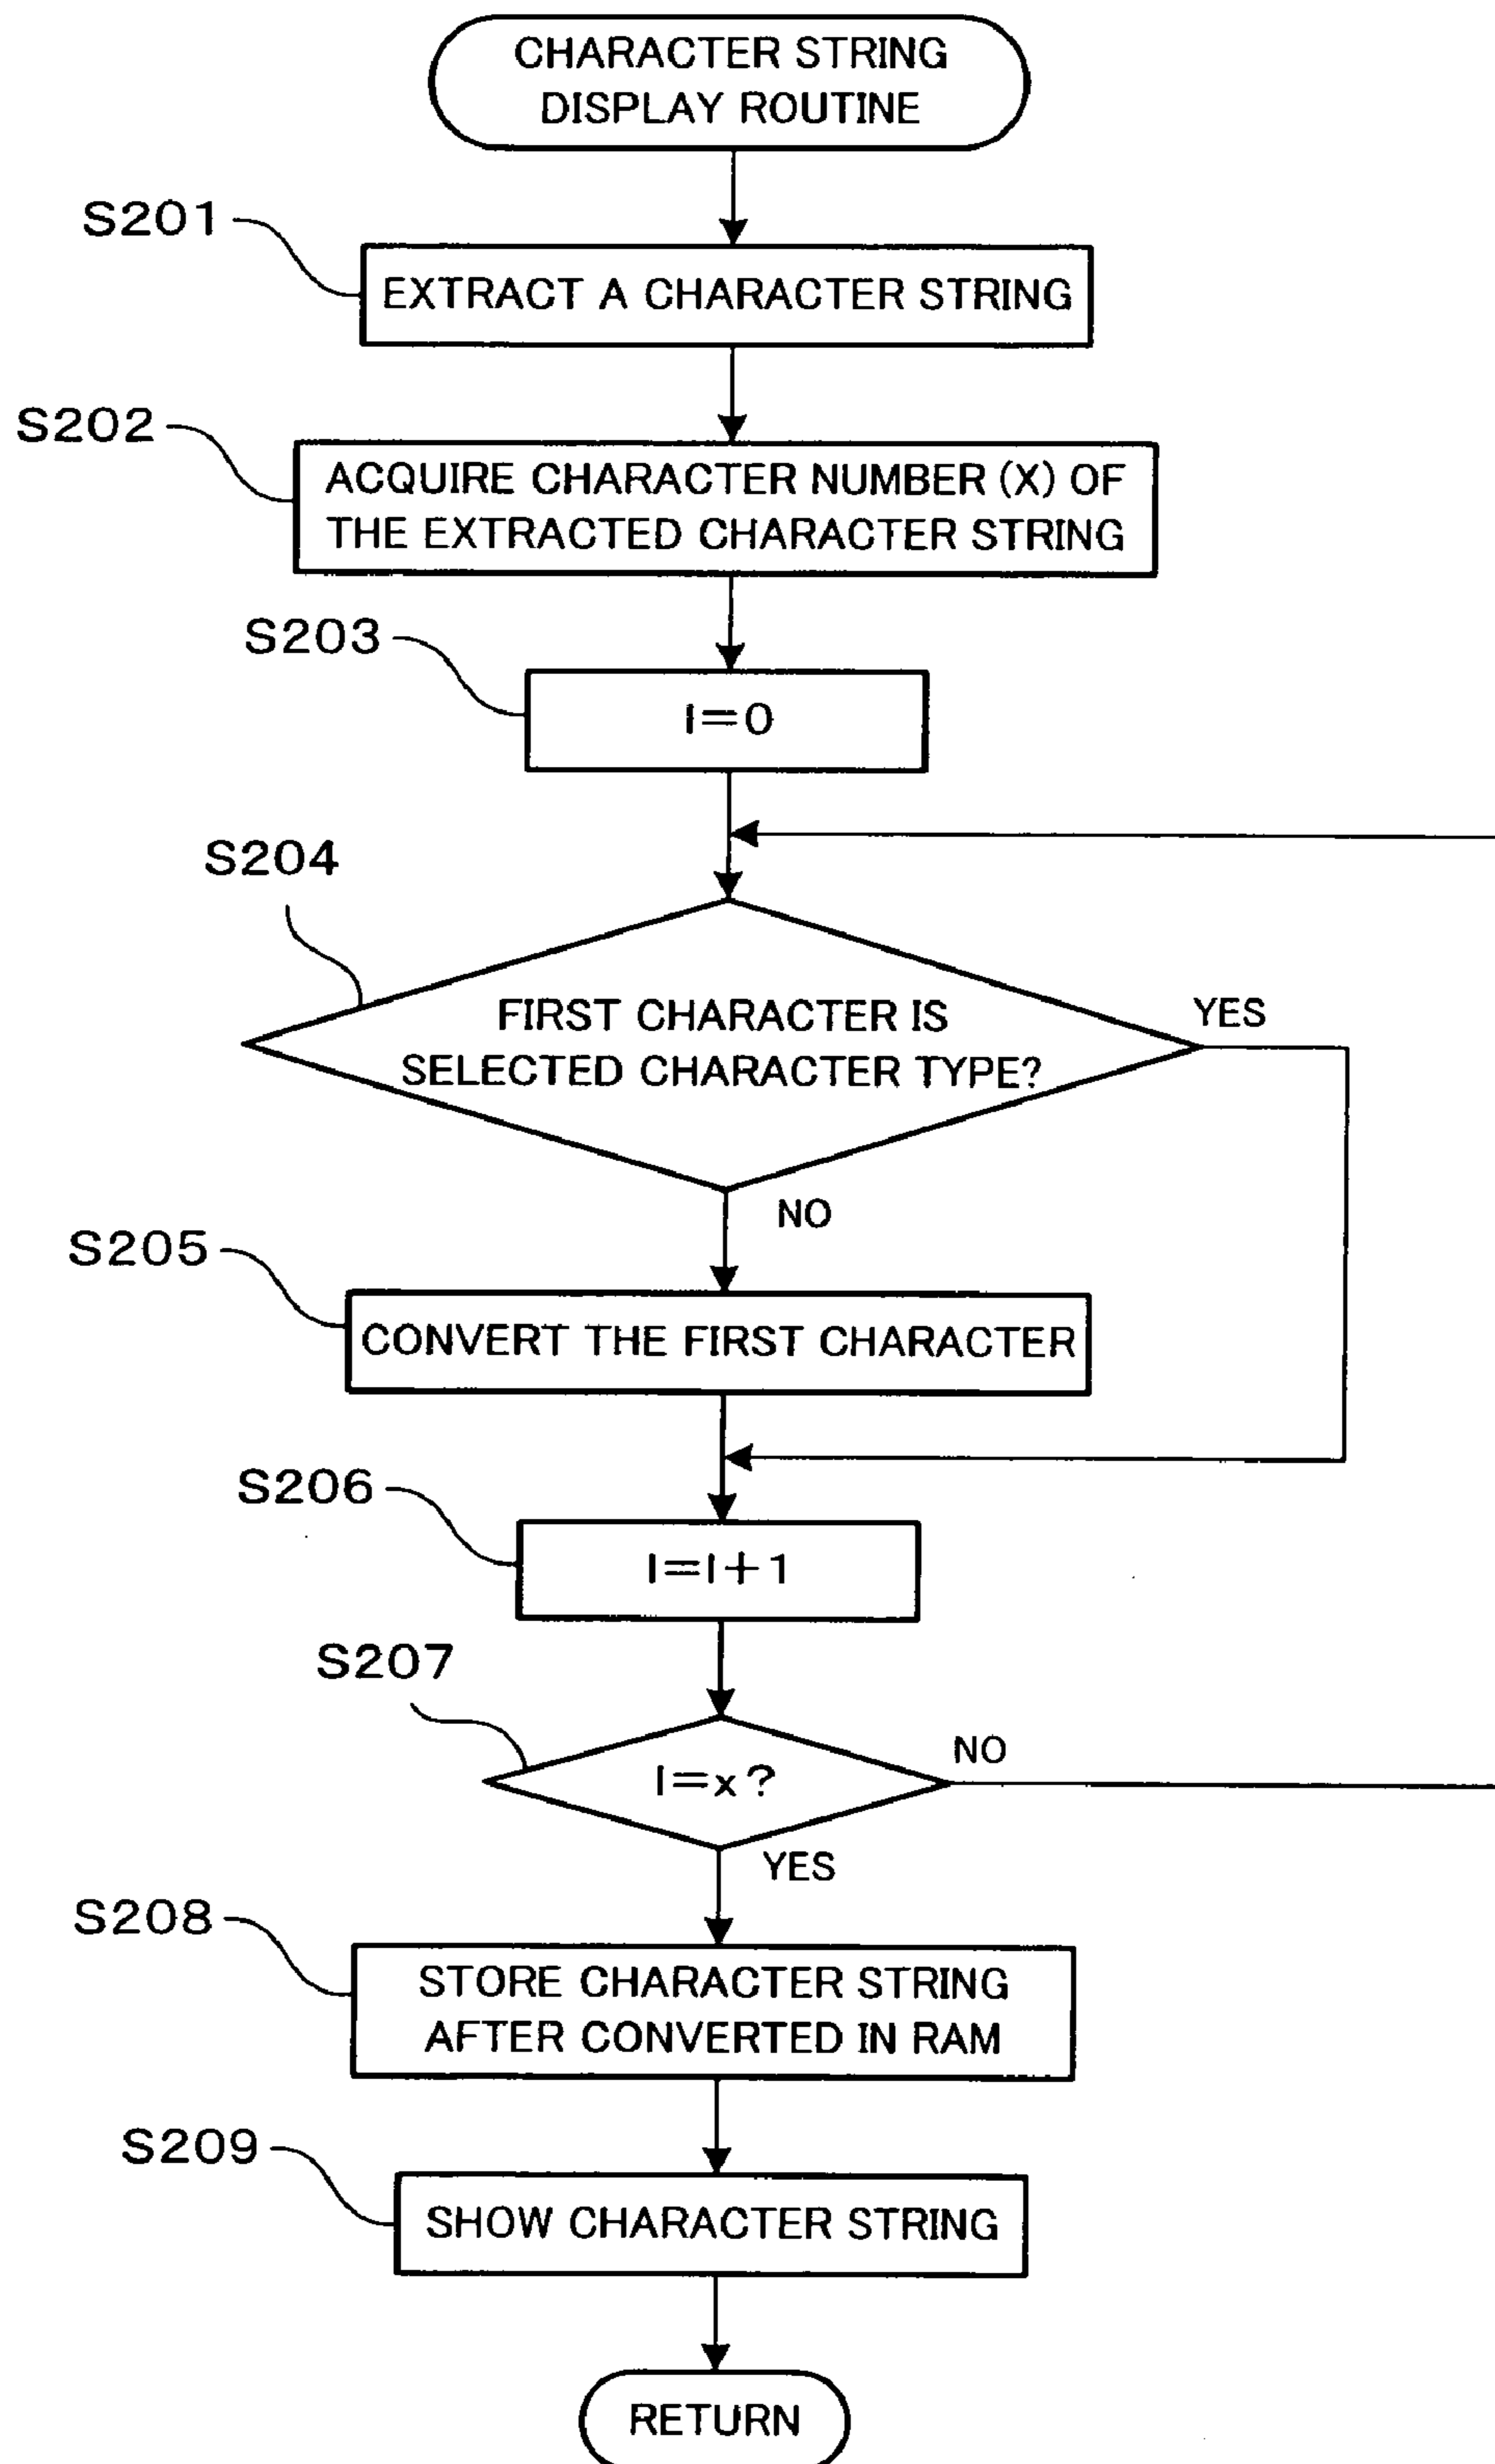 CHARACTER STRING
DISPLAY ROUTINE
S201
EXTRACT A CHARACTER STRING
S202
ACQUIRE CHARACTER NUMBER (X) OF
THE EXTRACTED CHARACTER STRING
S203
I=0
S204
FIRST CHARACTER IS
SELECTED CHARACTER TYPE?
YES
NO
S205
CONVERT THE FIRST CHARACTER
S206
I=I+1
S207
I=x?
NO
YES
S208
STORE CHARACTER STRING
AFTER CONVERTED IN RAM
S209
SHOW CHARACTER STRING
RETURN